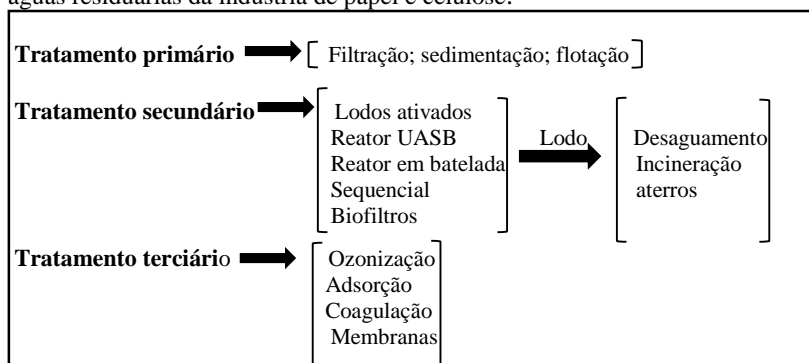 águas residuárias da indústria de papel e celulose.
Tratamento primário Filtração; sedimentação; flotação
Tratamento secundário Lodos ativados Lodo Desaguamento
Reator UASB Incineração
Reator em batelada aterros
Sequencial
Biofiltros
Tratamento terciário Ozonização
Adsorção
Coagulação
Membranas